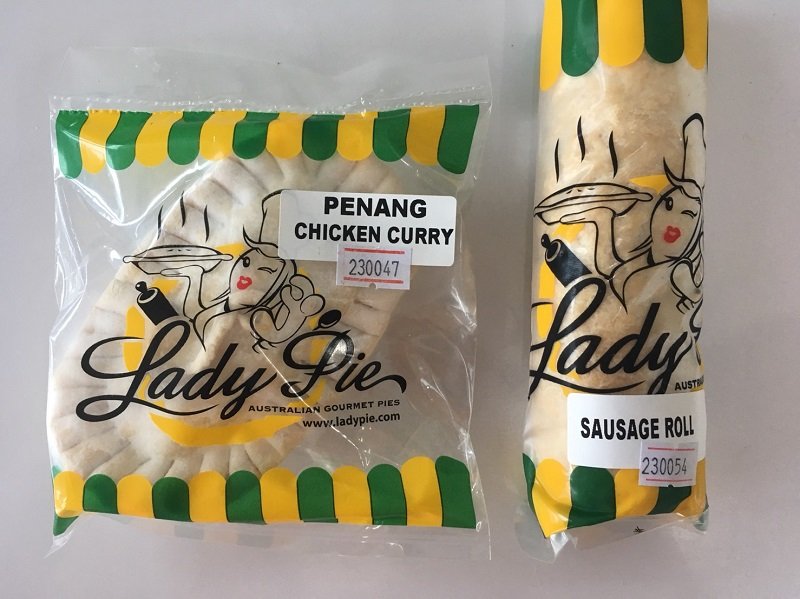 PENANG
CHICKEN CURRY
230047
Lady Pie
AUSTRALIAN GOURMET PIES
www.ladypie.com
Lady
SAUSAGE ROLL
230054